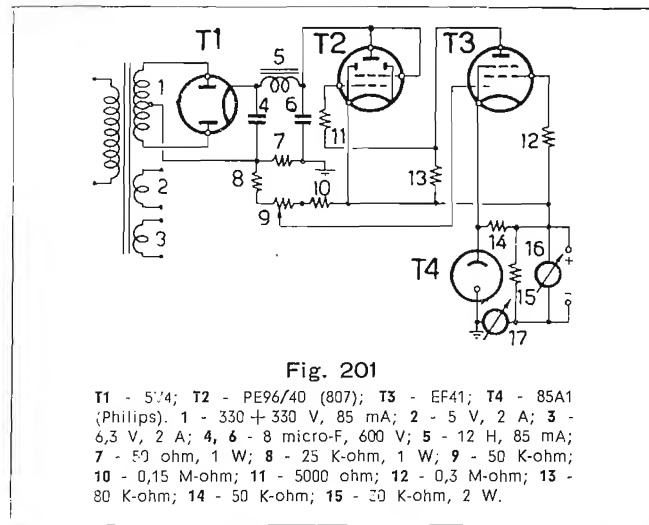 T1
T2
T3
5
1
4
6
11
12
7
8
13
10
9
2
3
14
16
+
T4
15
-
17
Fig. 201
T1 - 5V4; T2 - PE96/40 (807); T3 - EF41; T4 - 85A1
(Philips). 1 - 330 + 330 V, 85 mA; 2 - 5 V, 2 A; 3 -
6,3 V, 2 A; 4, 6 - 8 micro-F, 600 V; 5 - 12 H, 85 mA;
7 - 50 ohm, 1 W; 8 - 25 K-ohm, 1 W; 9 - 50 K-ohm;
10 - 0,15 M-ohm; 11 - 5000 ohm; 12 - 0,3 M-ohm; 13 -
80 K-ohm; 14 - 50 K-ohm; 15 - 30 K-ohm, 2 W.